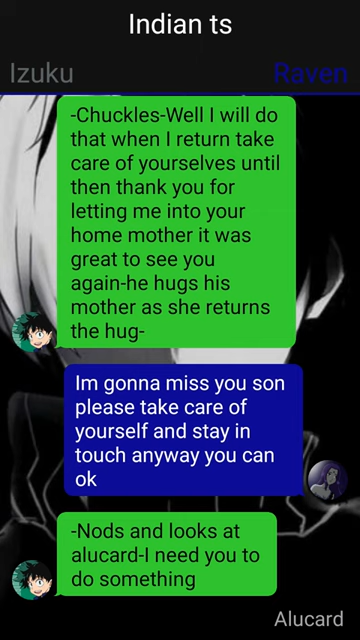 Indian ts
Izuku
Raven
-Chuckles-Well I will do
that when I return take
care of yourselves until
then thank you for
letting me into your
home mother it was
great to see you
again-he hugs his
mother as she returns
the hug-
Im gonna miss you son
please take care of
yourself and stay in
touch anyway you can
ok
-Nods and looks at
alucard-I need you to
do something
Alucard